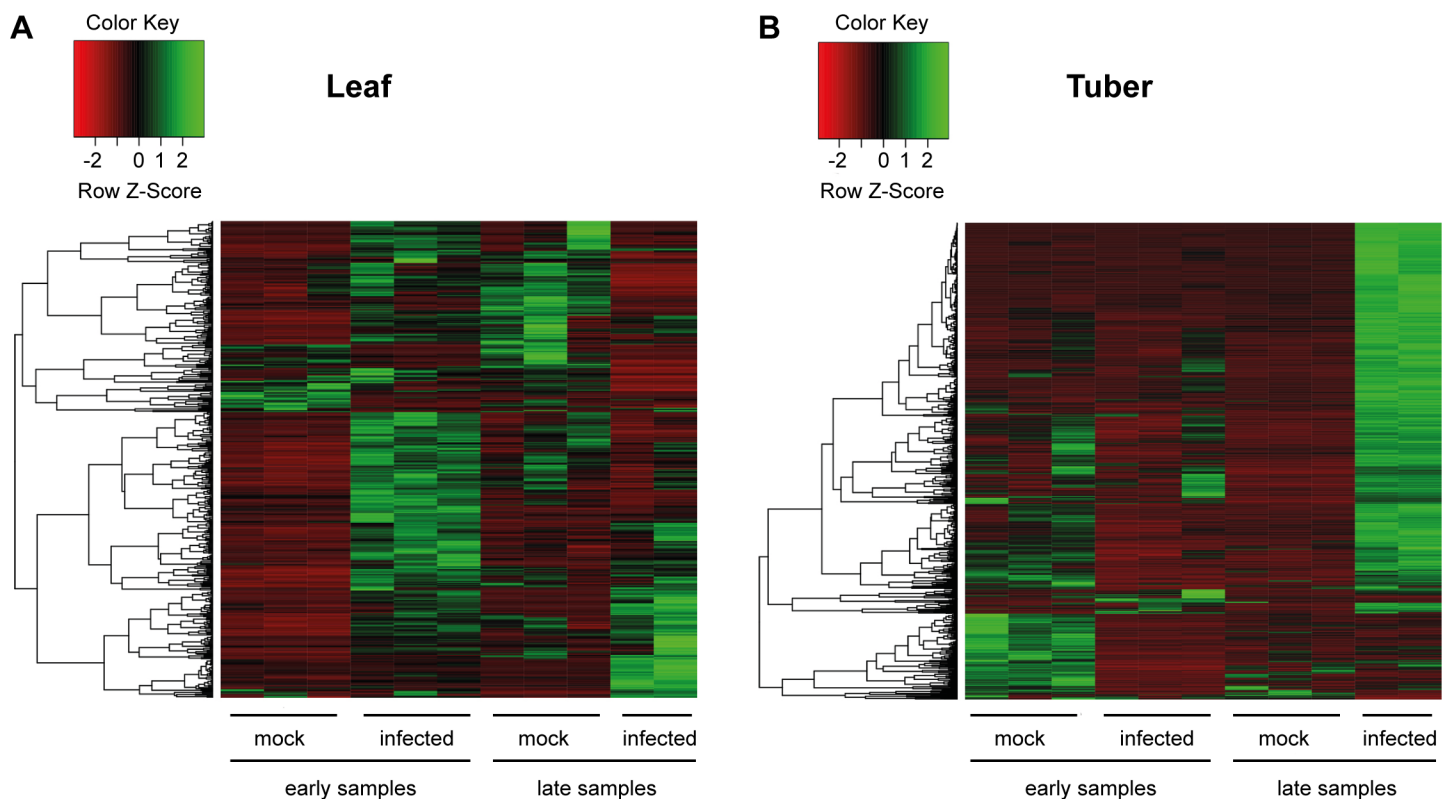 A
Color Key
Leaf
-2 0 1 2
Row Z-Score
mock infected mock infected
early samples late samples
B
Color Key
Tuber
-2 0 1 2
Row Z-Score
mock infected mock infected
early samples late samples